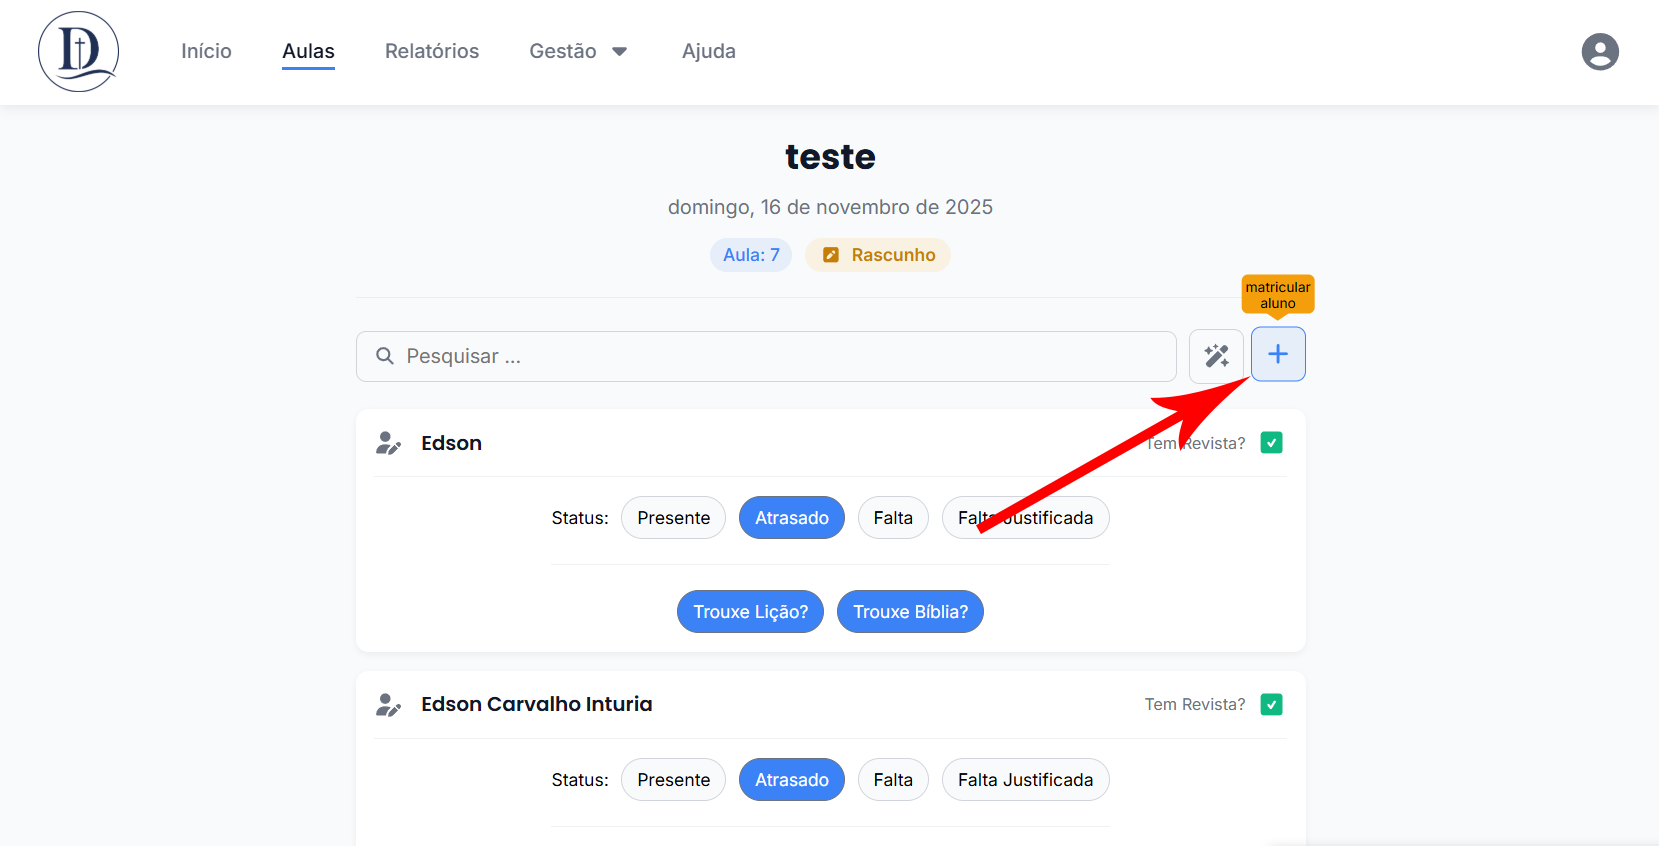 D
Início Aulas Relatórios Gestão Ajuda
teste
domingo, 16 de novembro de 2025
Aula: 7 Rascunho
matricular
aluno
Pesquisar ...
Edson Tem Revista?
Status: Presente Atrasado Falta Falta Justificada
Trouxe Lição? Trouxe Bíblia?
Edson Carvalho Inturia Tem Revista?
Status: Presente Atrasado Falta Falta Justificada